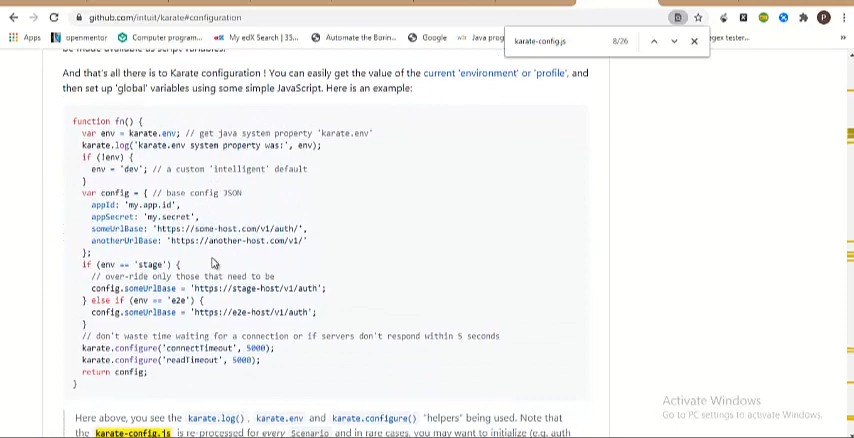 github.com/intuit/karate#configuration
P
Apps openmentor Computer program... My edX Search | 35... Automate the Borin... Google Java prog regex tester...
karate-config.js 8/26
And that's all there is to Karate configuration ! You can easily get the value of the current 'environment' or 'profile', and
then set up 'global' variables using some simple JavaScript. Here is an example:
function fn() {
var env = karate.env; // get java system property 'karate.env'
karate.log('karate.env system property was:', env);
if (!env) {
env = 'dev'; // a custom 'intelligent' default
}
var config = { // base config JSON
appId: 'my.app.id',
appSecret: 'my.secret',
someUrlBase: 'https://some-host.com/v1/auth/',
anotherUrlBase: 'https://another-host.com/v1/'
};
if (env == 'stage') {
// over-ride only those that need to be
config.someUrlBase = 'https://stage-host/v1/auth';
} else if (env == 'e2e') {
config.someUrlBase = 'https://e2e-host/v1/auth';
}
// don't waste time waiting for a connection or if servers don't respond within 5 seconds
karate.configure('connectTimeout', 5000);
karate.configure('readTimeout', 5000);
return config;
}
Activate Windows
Go to PC settings to activate Windows.
Here above, you see the karate.log(), karate.env and karate.configure() "helpers" being used. Note that
the karate-config.js is re-processed for every Scenario and in rare cases, you may want to initialize (e.g. auth